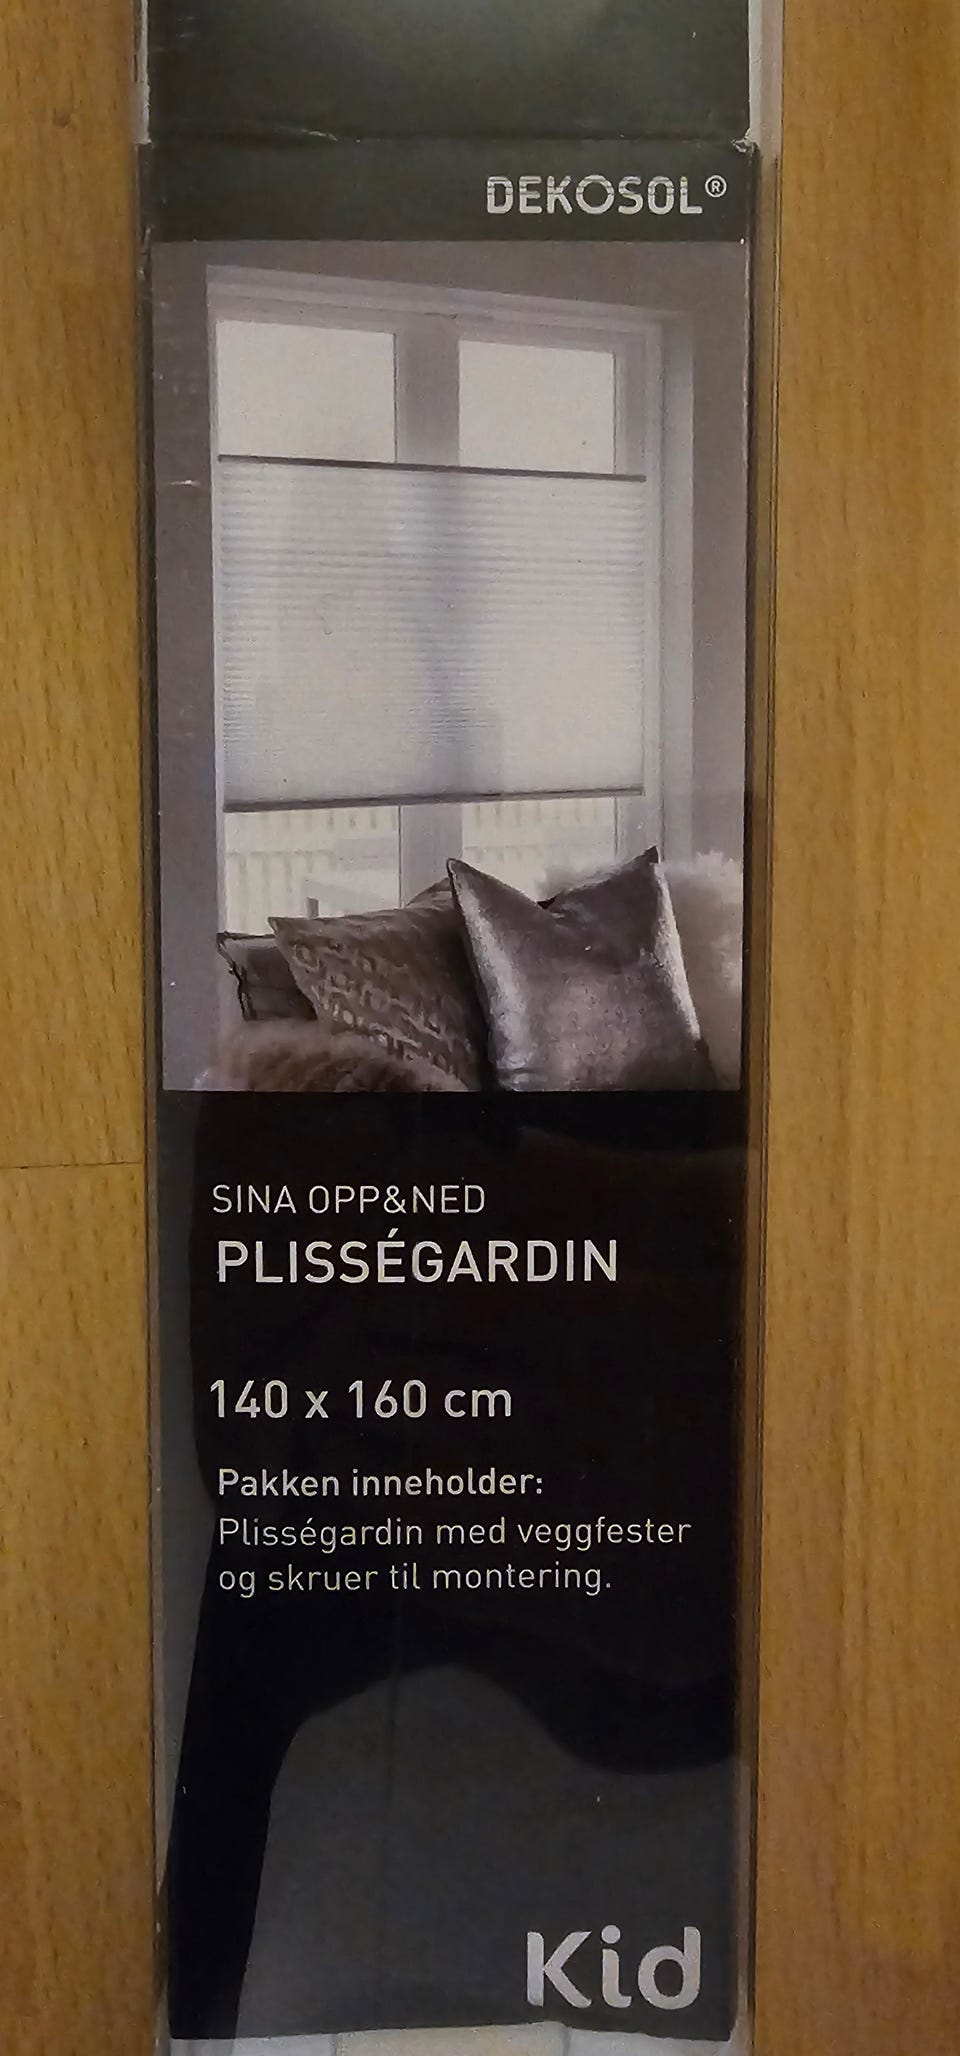 DEKOSOL®
SINA OPP&NED
PLISSÉGARDIN
140 x 160 cm
Pakken inneholder:
Plisségardin med veggfester
og skruer til montering.
Kid